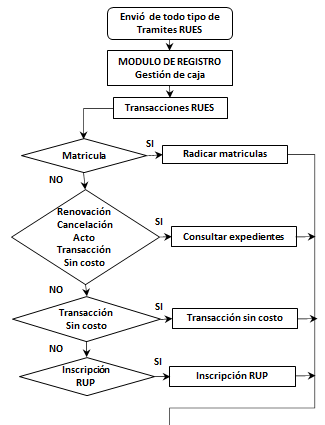 Envió de todo tipo de
Tramites RUES
MODULO DE REGISTRO
Gestión de caja
Transacciones RUES
Matricula
SI
Radicar matriculas
NO
Renovación
Cancelación
Acto
Transacción
Sin costo
SI
Consultar expedientes
NO
Transacción
Sin costo
SI
Transacción sin costo
NO
Inscripción
RUP
SI
Inscripción RUP